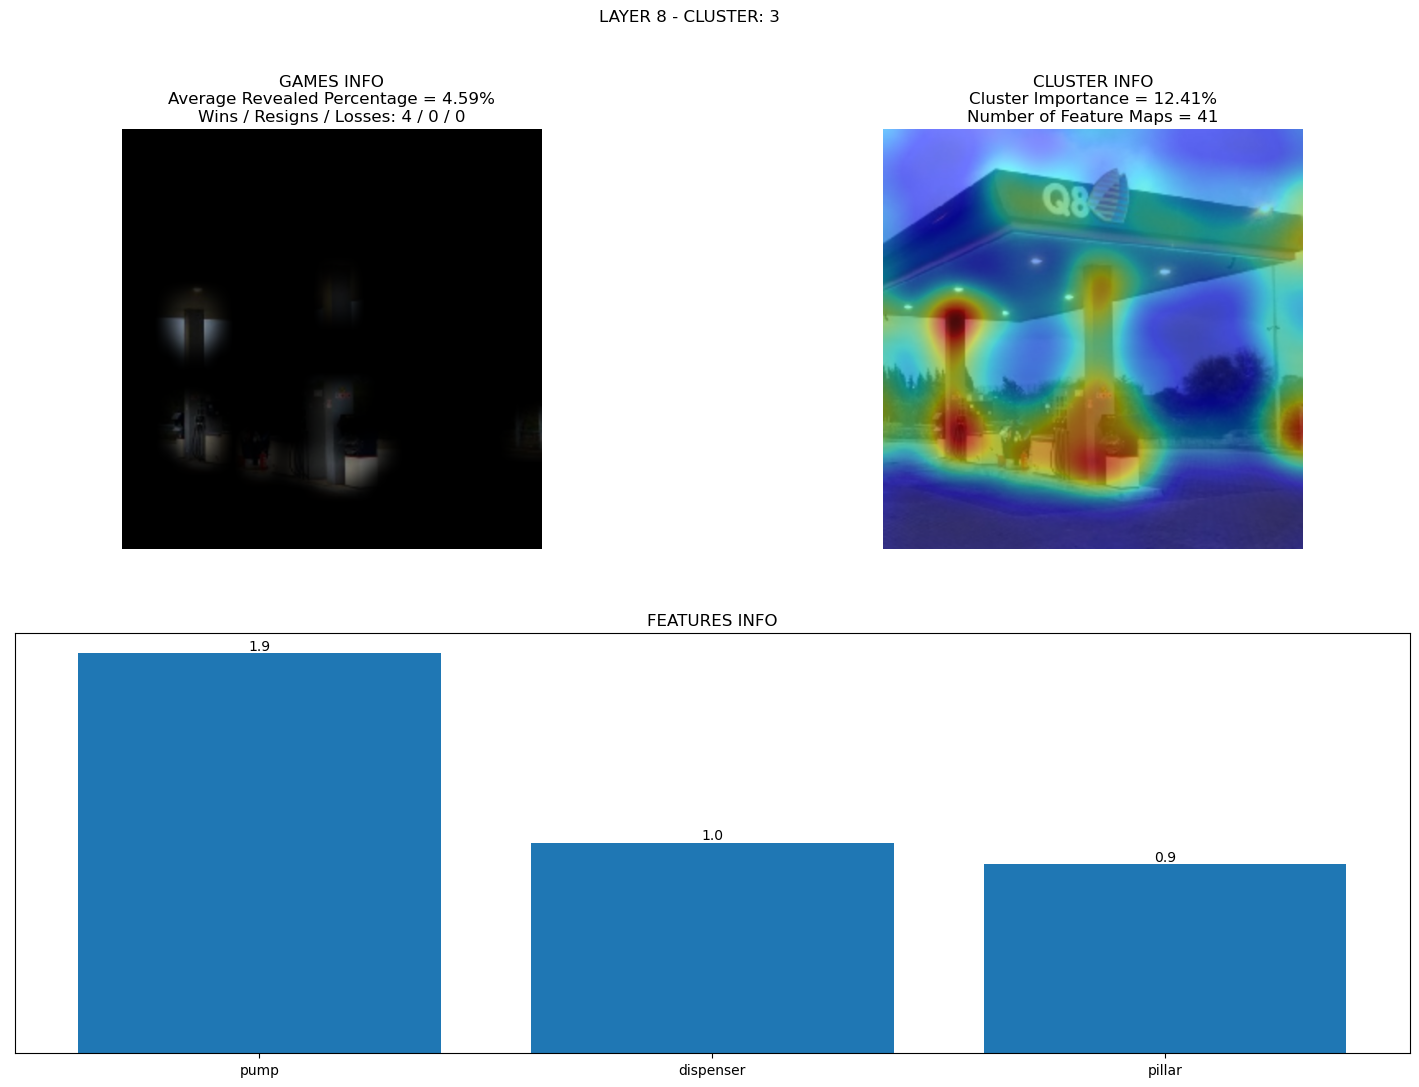 LAYER 8 - CLUSTER: 3
GAMES INFO
Average Revealed Percentage = 4.59%
Wins / Resigns / Losses: 4 / 0 / 0
CLUSTER INFO
Cluster Importance = 12.41%
Number of Feature Maps = 41
Q8
FEATURES INFO
1.9
1.0
0.9
pump
dispenser
pillar